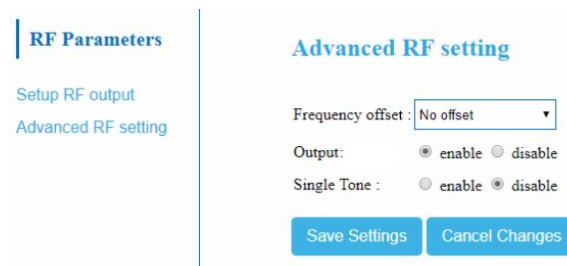 RF Parameters
Setup RF output
Advanced RF setting
Advanced RF setting
Frequency offset : No offset
Output: enable disable
Single Tone : enable disable
Save Settings Cancel Changes